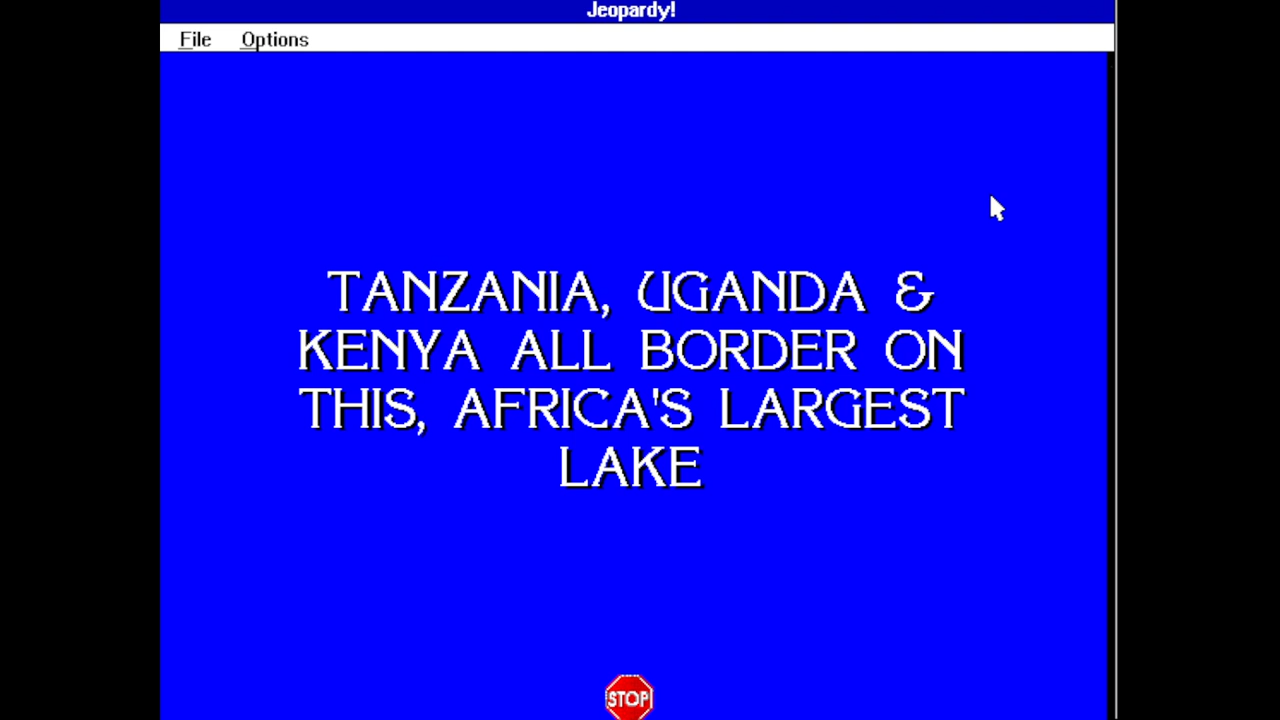 Jeopardy!
File Options
TANZANIA, UGANDA &
KENYA ALL BORDER ON
THIS, AFRICA'S LARGEST
LAKE
STOP